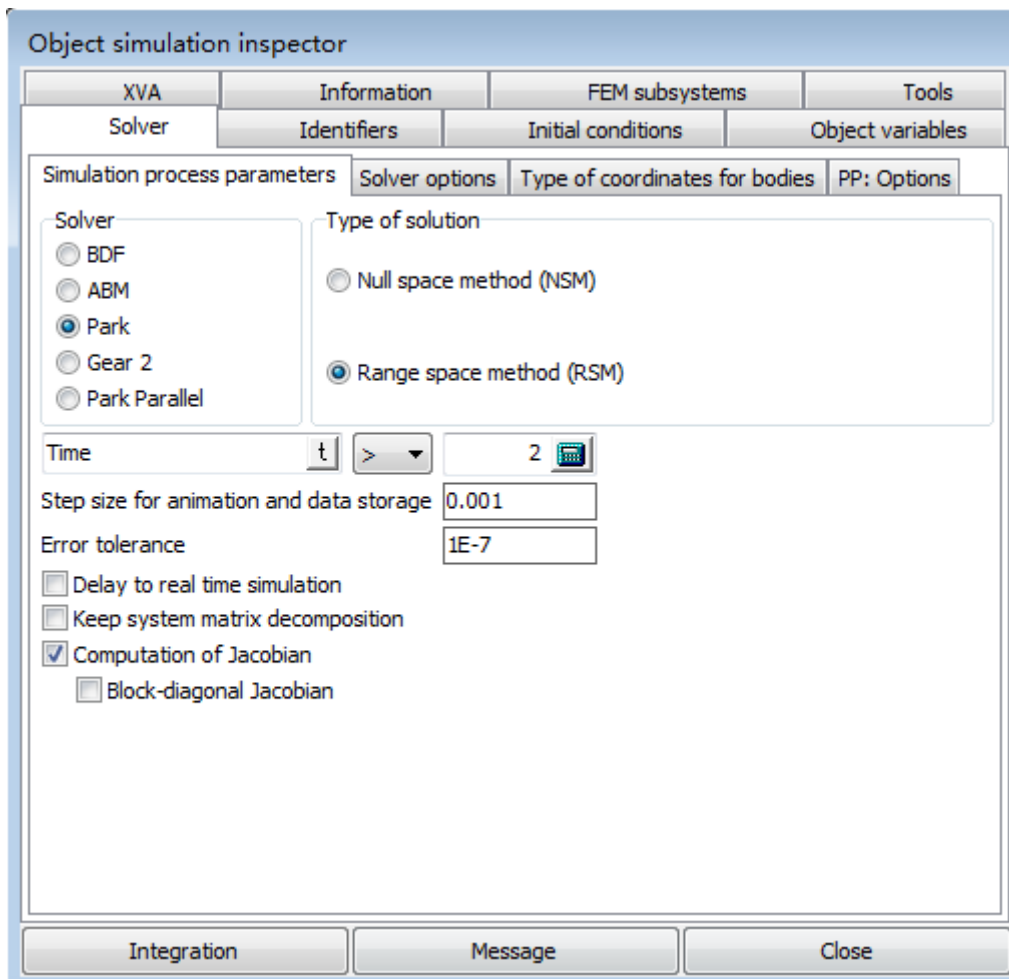 Object simulation inspector
XVA Information FEM subsystems Tools
Solver Identifiers Initial conditions Object variables
Simulation process parameters Solver options Type of coordinates for bodies PP: Options
Solver Type of solution
BDF
Null space method (NSM)
ABM
Park
Gear 2
Range space method (RSM)
Park Parallel
Time t > 2
Step size for animation and data storage 0.001
Error tolerance 1E-7
Delay to real time simulation
Keep system matrix decomposition
Computation of Jacobian
Block-diagonal Jacobian
Integration Message Close